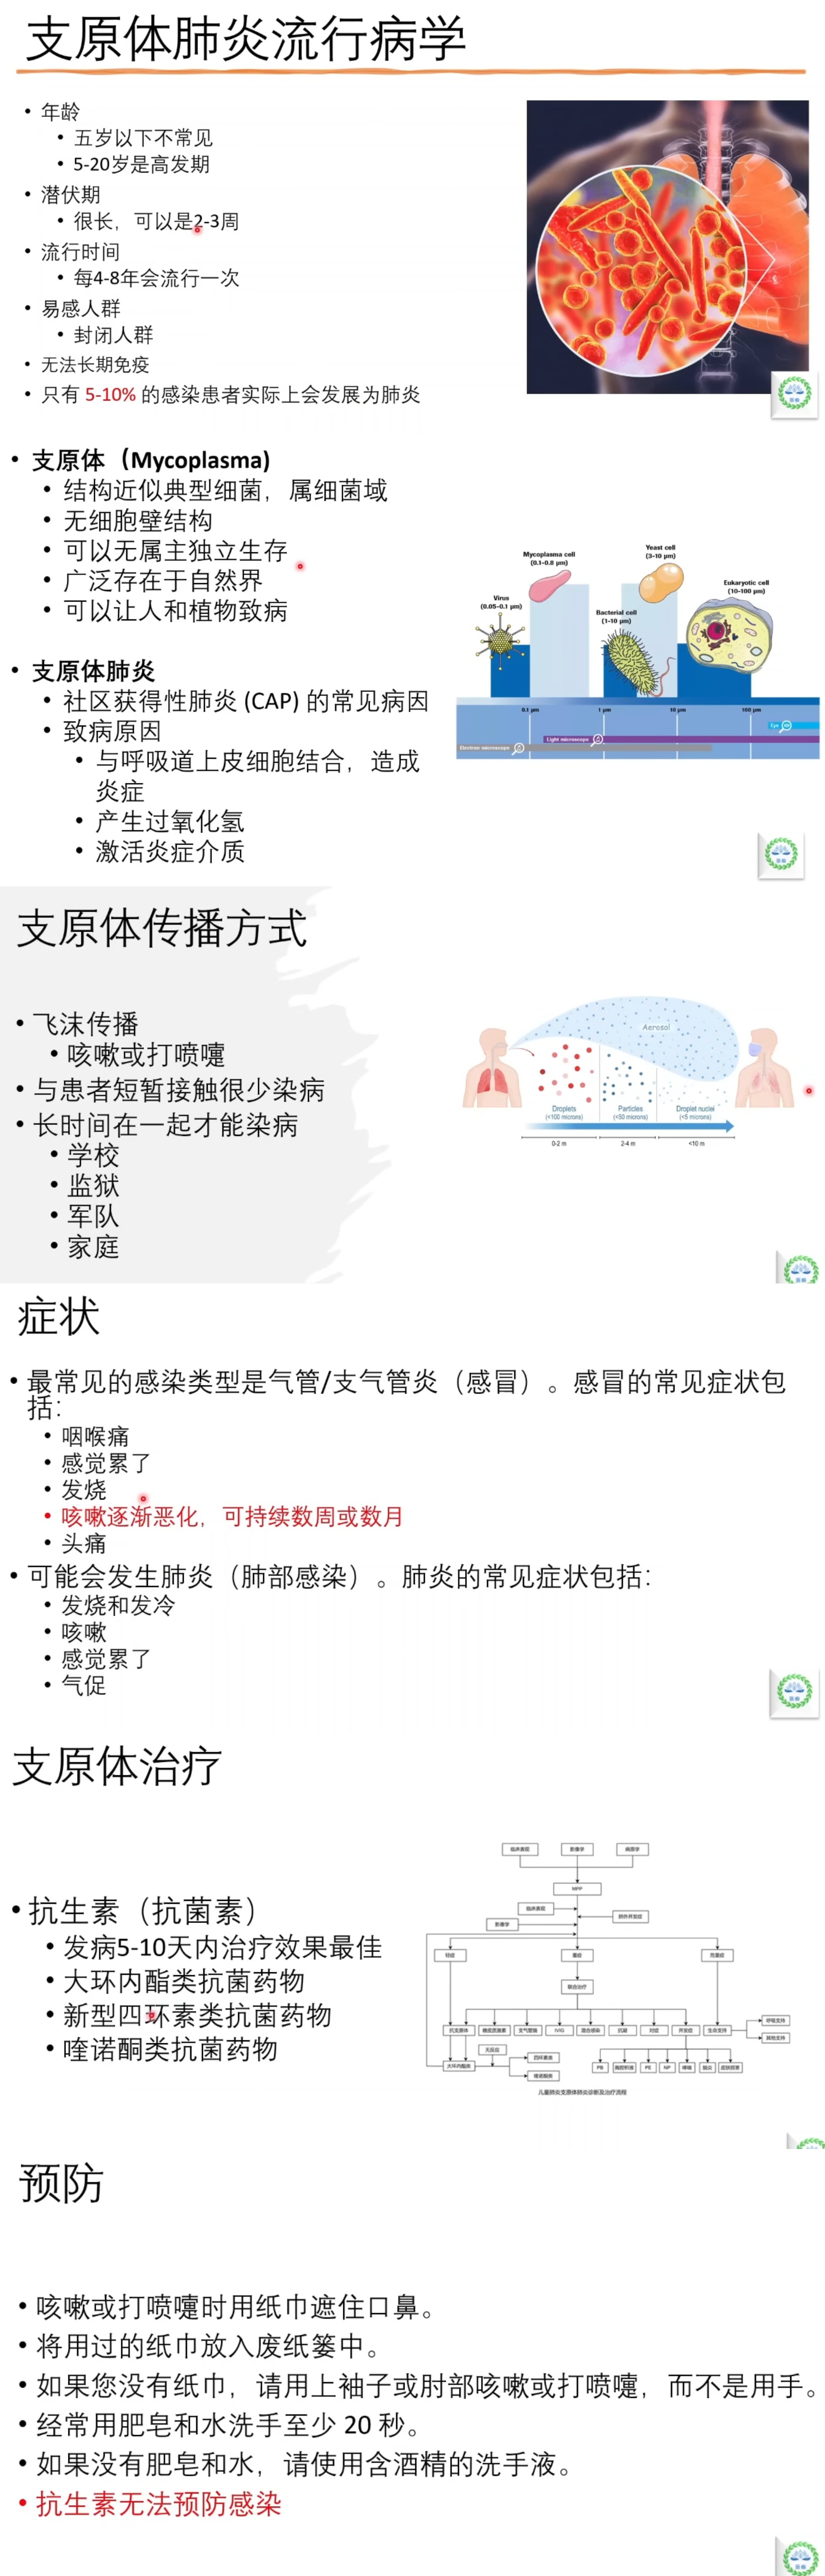 支原体肺炎流行病学
• 年龄
• 五岁以下不常见
• 5-20岁是高发期
• 潜伏期
• 很长，可以是2-3周
• 流行时间
• 每4-8年会流行一次
• 易感人群
• 封闭人群
• 无法长期免疫
• 只有 5-10% 的感染患者实际上会发展为肺炎
• 支原体（Mycoplasma)
• 结构近似典型细菌，属细菌域
• 无细胞壁结构
• 可以无属主独立生存
• 广泛存在于自然界
• 可以让人和植物致病
• 支原体肺炎
• 社区获得性肺炎 (CAP) 的常见病因
• 致病原因
• 与呼吸道上皮细胞结合，造成
炎症
• 产生过氧化氢
• 激活炎症介质
Virus
(0.05-0.1 μm)
Mycoplasma cell
(0.1-0.8 μm)
Bacterial cell
(1-10 μm)
Yeast cell
(3-10 μm)
Eukaryotic cell
(10-100 μm)
0.1 μm
1 μm
10 μm
100 μm
Eye
Light microscope
Electron microscope
支原体传播方式
• 飞沫传播
• 咳嗽或打喷嚏
• 与患者短暂接触很少染病
• 长时间在一起才能染病
• 学校
• 监狱
• 军队
• 家庭
Aerosol
Droplets
(<100 microns)
Particles
(<50 microns)
Droplet nuclei
(<5 microns)
0-2 m
2-4 m
<10 m
症状
• 最常见的感染类型是气管/支气管炎（感冒）。感冒的常见症状包
括：
• 咽喉痛
• 感觉累了
• 发烧
• 咳嗽逐渐恶化，可持续数周或数月
• 头痛
• 可能会发生肺炎（肺部感染）。肺炎的常见症状包括：
• 发烧和发冷
• 咳嗽
• 感觉累了
• 气促
支原体治疗
• 抗生素（抗菌素）
• 发病5-10天内治疗效果最佳
• 大环内酯类抗菌药物
• 新型四环素类抗菌药物
• 喹诺酮类抗菌药物
临床表现
影像学
病原学
MPP
临床表现
肺外并发症
影像学
轻症
重症
危重症
联合治疗
抗支原体
糖皮质激素
支气管镜
IVIG
混合感染
抗凝
对症
并发症
生命支持
呼吸支持
其他支持
无反应
大环内酯类
四环素类
喹诺酮类
PB
胸腔积液
PE
NP
哮喘
皮肤损害
儿童肺炎支原体肺炎诊断及治疗流程
预防
• 咳嗽或打喷嚏时用纸巾遮住口鼻。
• 将用过的纸巾放入废纸篓中。
• 如果您没有纸巾，请用上袖子或肘部咳嗽或打喷嚏，而不是用手。
• 经常用肥皂和水洗手至少 20 秒。
• 如果没有肥皂和水，请使用含酒精的洗手液。
• 抗生素无法预防感染